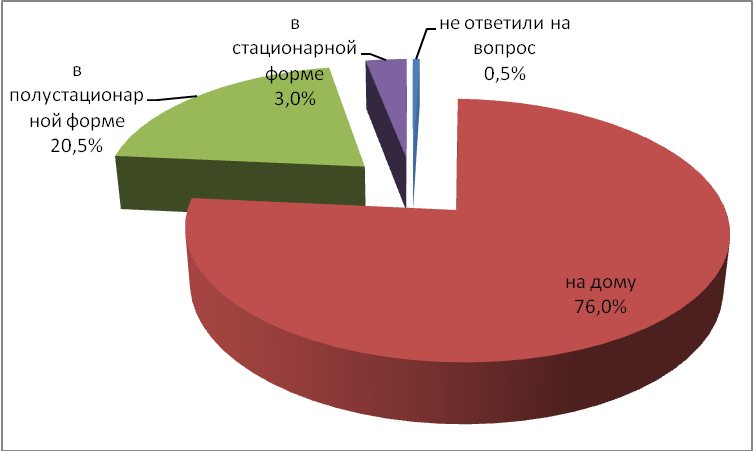 в
полустационар
ной форме
20,5%
в
стационарной
форме
3,0%
не ответили на
вопрос
0,5%
на дому
76,0%